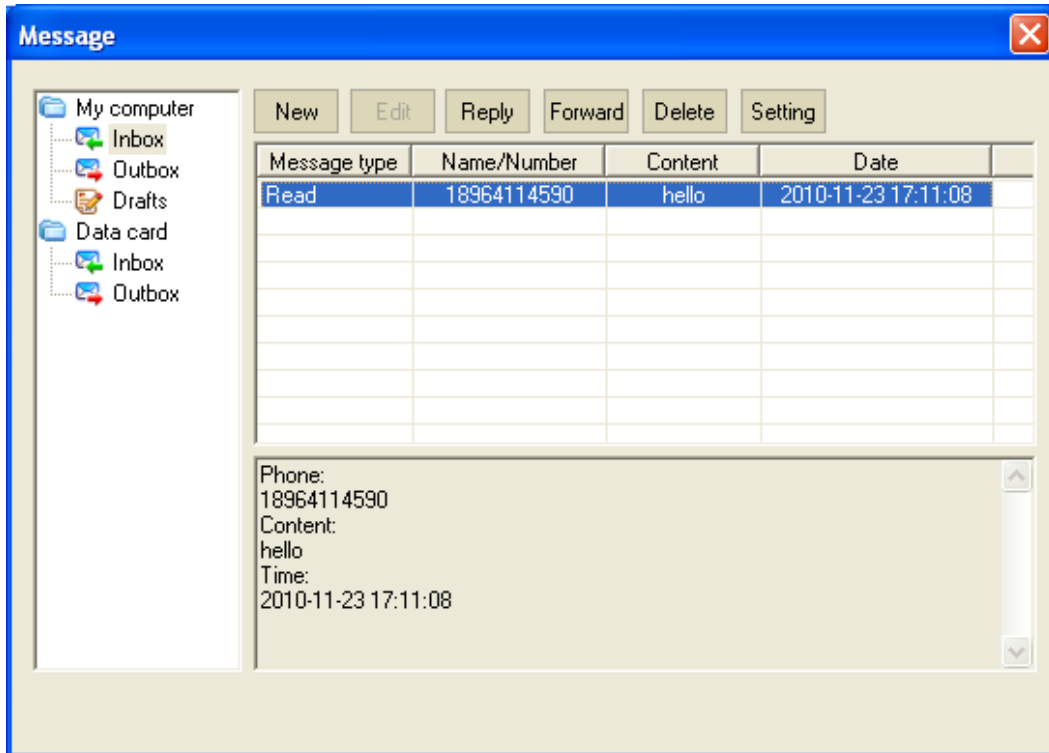 Message
My computer
Inbox
Outbox
Drafts
Data card
Inbox
Outbox
New Edit Reply Forward Delete Setting
Message type Name/Number Content Date
Read 18964114590 hello 2010-11-23 17:11:08
Phone:
18964114590
Content:
hello
Time:
2010-11-23 17:11:08